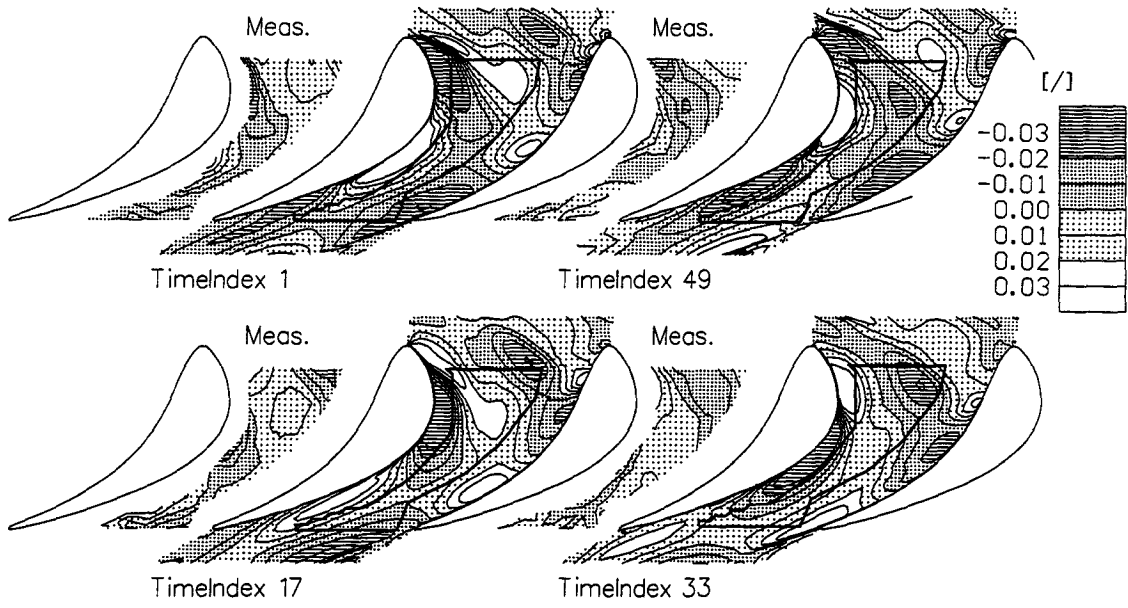 Meas.
Meas.
[/]
-0.03
-0.02
-0.01
0.00
0.01
0.02
0.03
TimeIndex 1
TimeIndex 49
Meas.
Meas.
TimeIndex 17
TimeIndex 33